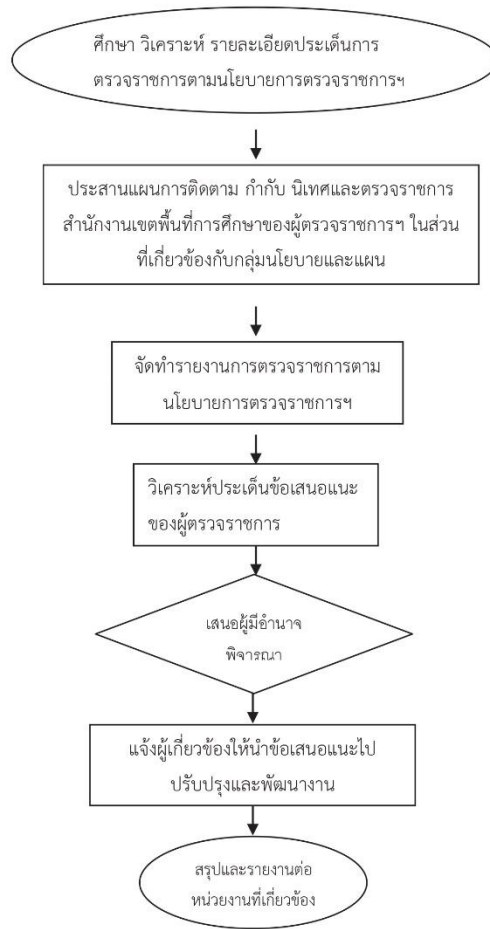 ศึกษา วิเคราะห์ รายละเอียดประเด็นการ
ตรวจราชการตามนโยบายการตรวจราชการฯ
ประสานแผนการติดตาม กำกับ นิเทศและตรวจราชการ
สำนักงานเขตพื้นที่การศึกษาของผู้ตรวจราชการฯ ในส่วน
ที่เกี่ยวข้องกับกลุ่มนโยบายและแผน
จัดทำรายงานการตรวจราชการตาม
นโยบายการตรวจราชการฯ
วิเคราะห์ประเด็นข้อเสนอแนะ
ของผู้ตรวจราชการ
เสนอผู้มีอำนาจ
พิจารณา
แจ้งผู้เกี่ยวข้องให้นำข้อเสนอแนะไป
ปรับปรุงและพัฒนางาน
สรุปและรายงานต่อ
หน่วยงานที่เกี่ยวข้อง